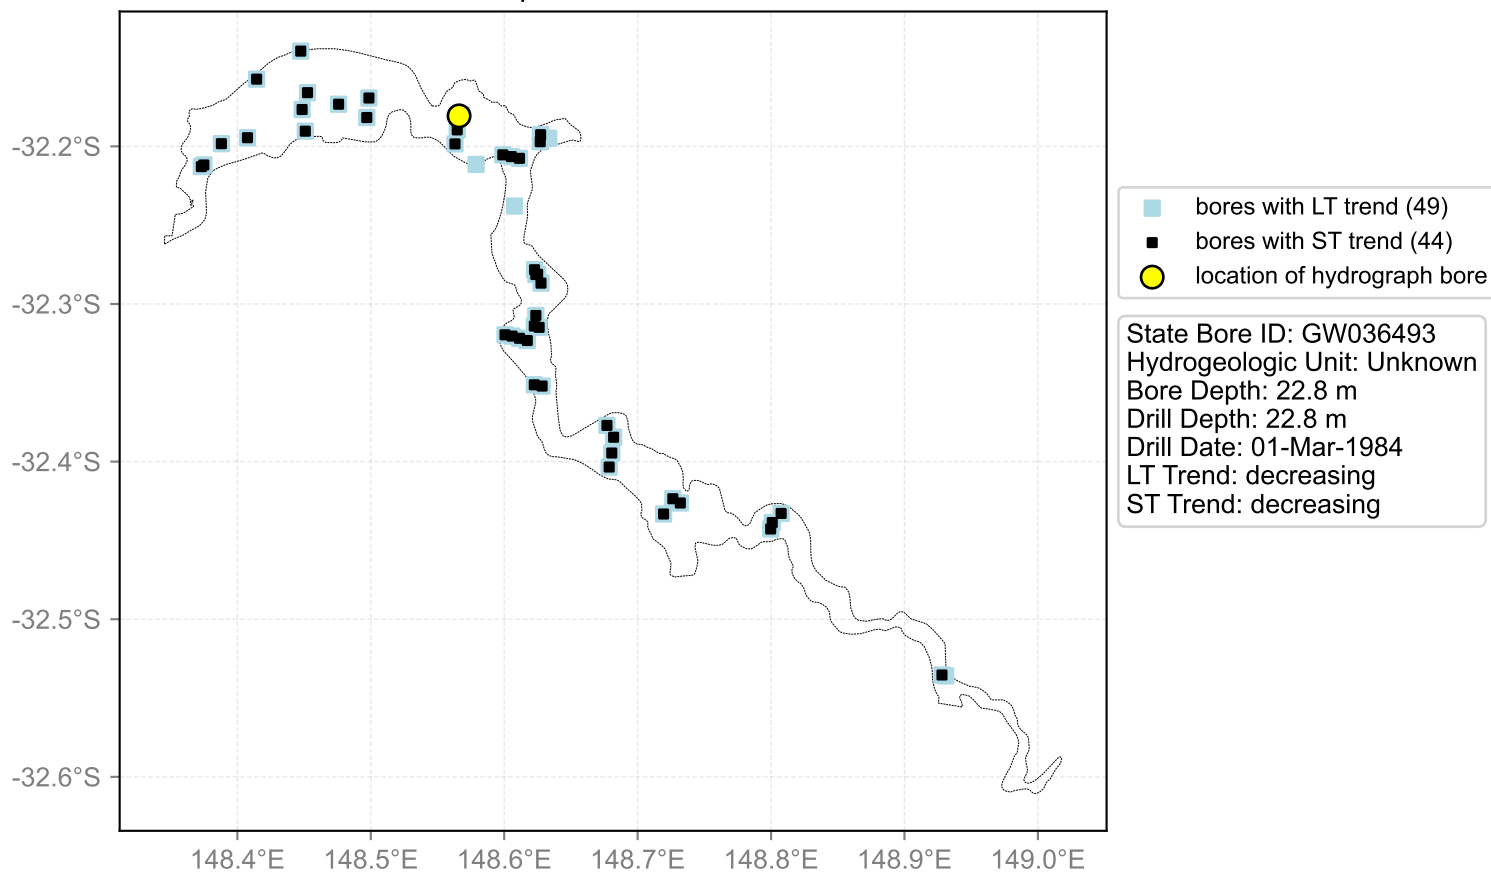 -32.2°S
-32.3°S
-32.4°S
-32.5°S
-32.6°S
148.4°E 148.5°E 148.6°E 148.7°E 148.8°E 148.9°E 149.0°E
bores with LT trend (49)
bores with ST trend (44)
location of hydrograph bore
State Bore ID: GW036493
Hydrogeologic Unit: Unknown
Bore Depth: 22.8 m
Drill Depth: 22.8 m
Drill Date: 01-Mar-1984
LT Trend: decreasing
ST Trend: decreasing